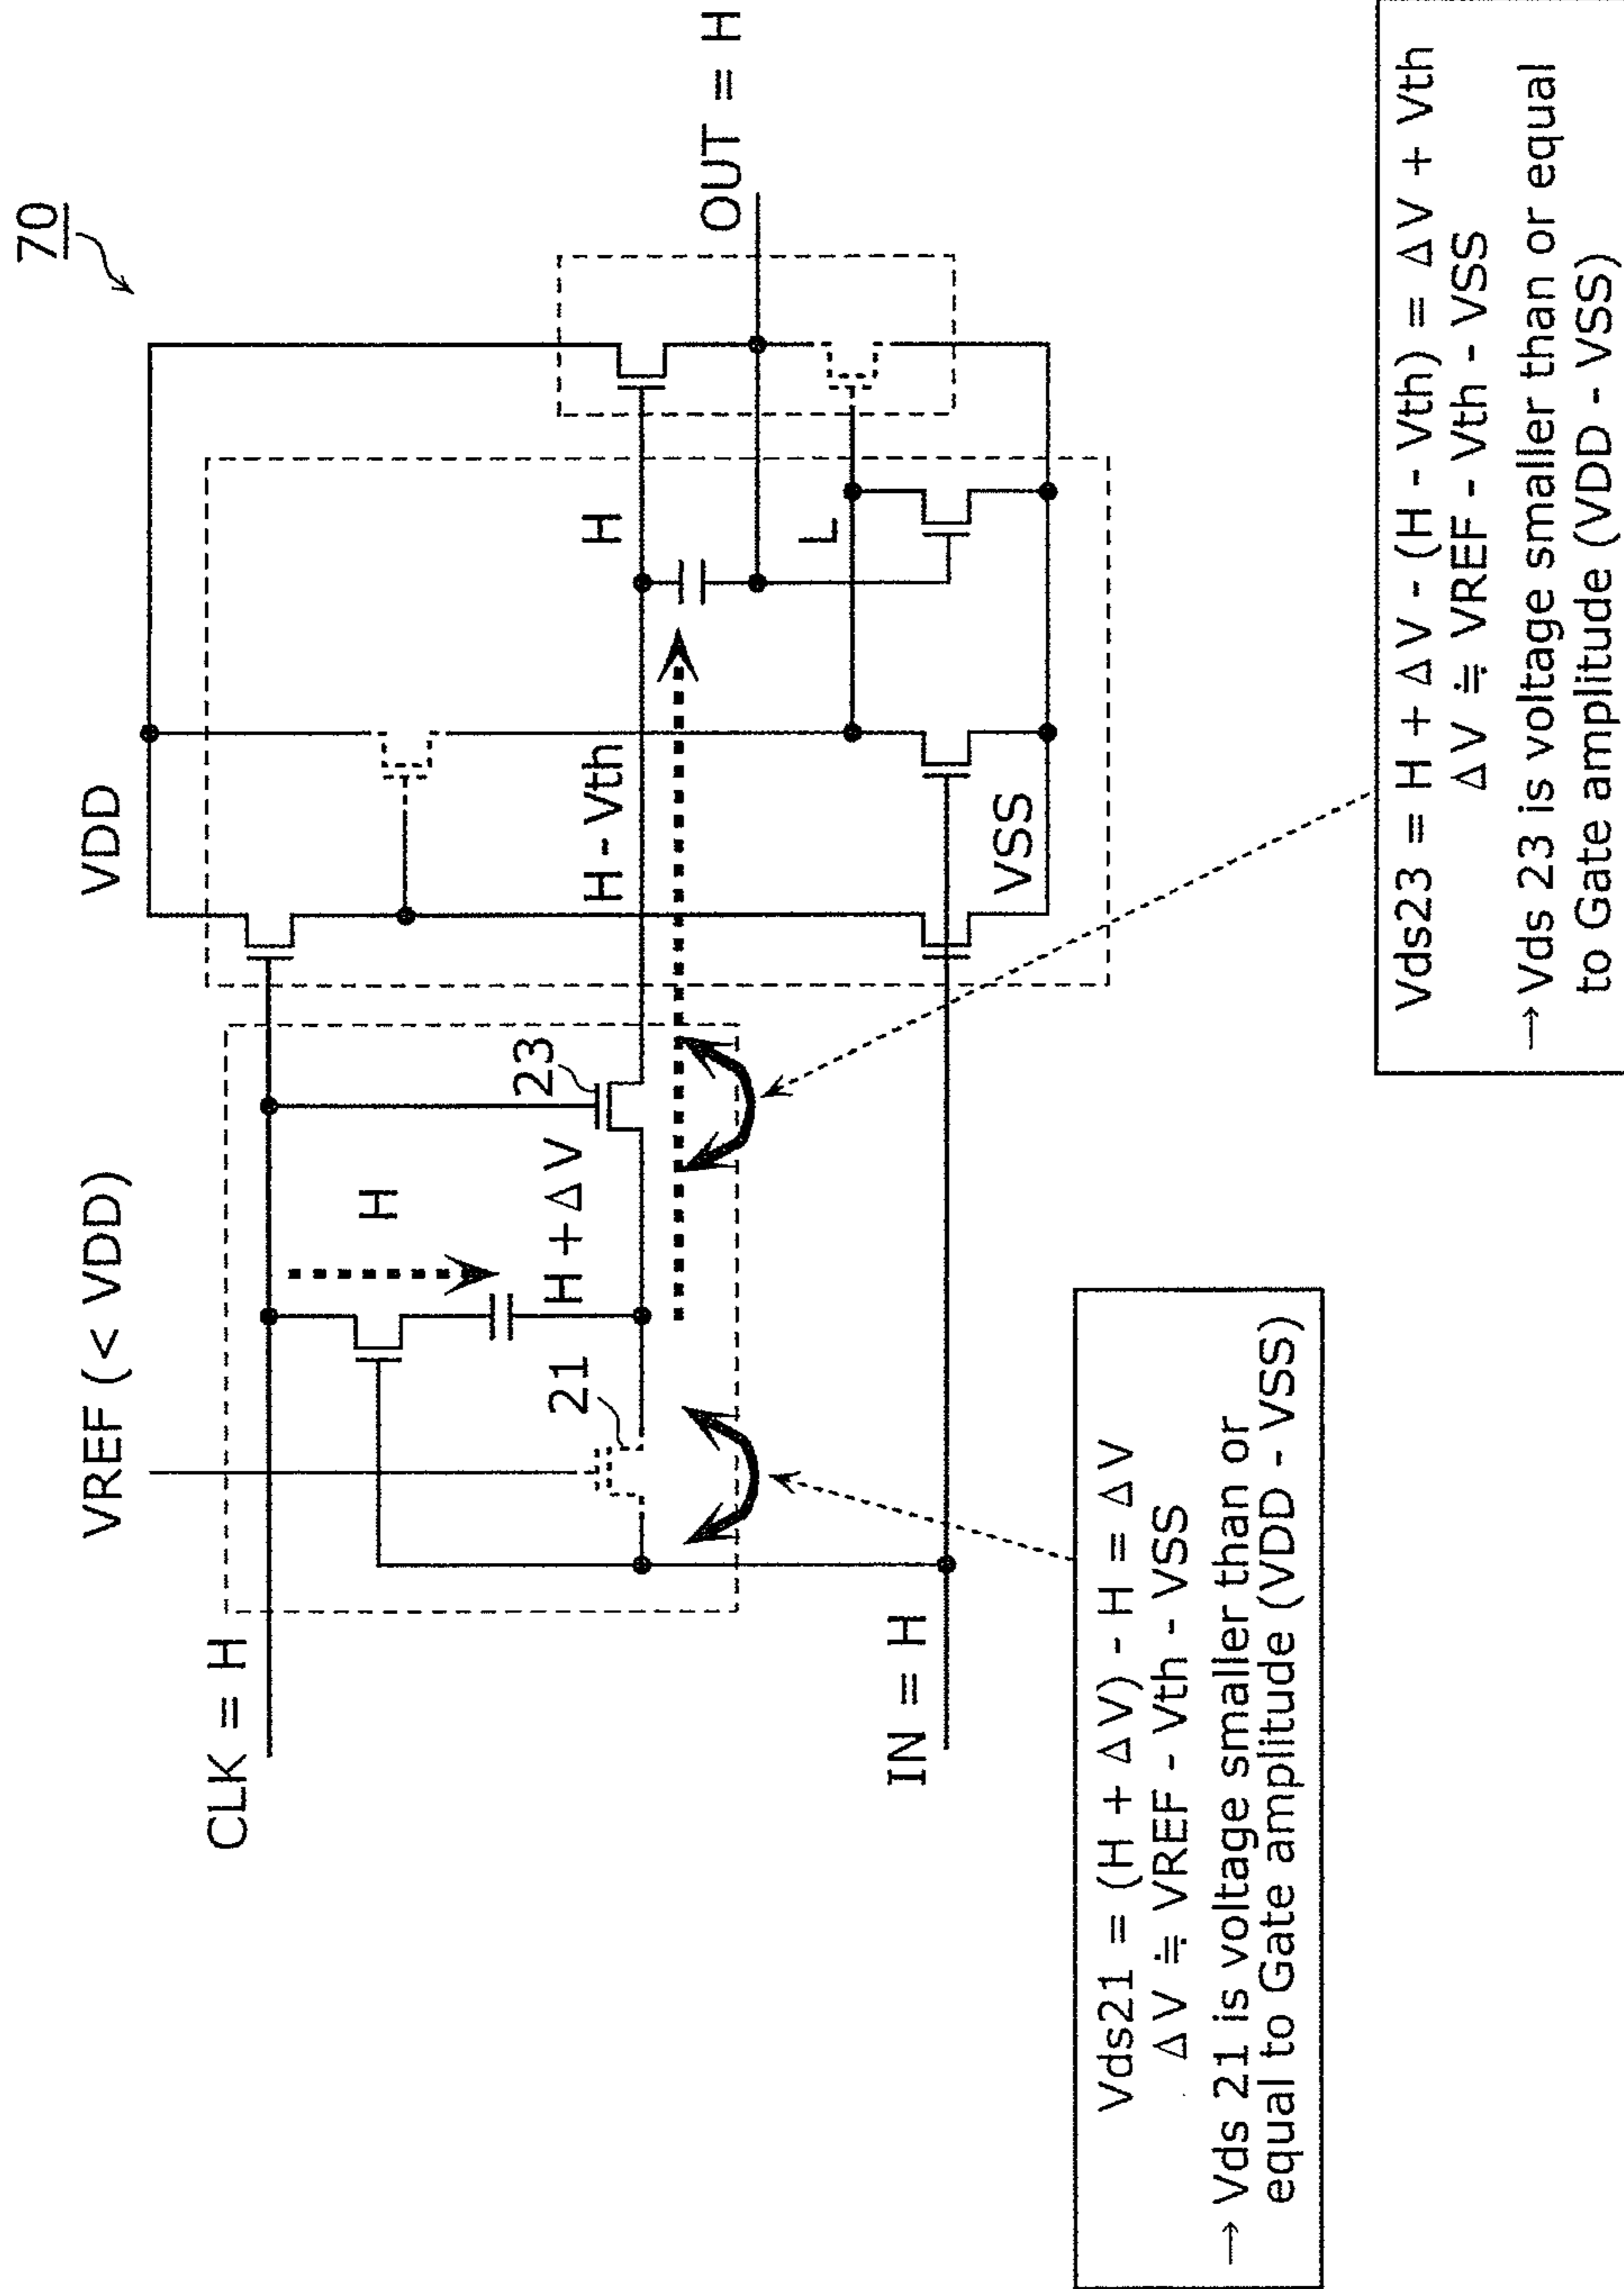 70
VREF (< VDD)
VDD
CLK = H
H
21
H + ΔV
23
H - Vth
H
OUT = H
L
IN = H
VSS
Vds21 = (H + ΔV) - H = ΔV
ΔV ≒ VREF - Vth - VSS
→ Vds 21 is voltage smaller than or
equal to Gate amplitude (VDD - VSS)
Vds23 = H + ΔV - (H - Vth) = ΔV + Vth
ΔV ≒ VREF - Vth - VSS
→ Vds 23 is voltage smaller than or equal
to Gate amplitude (VDD - VSS)